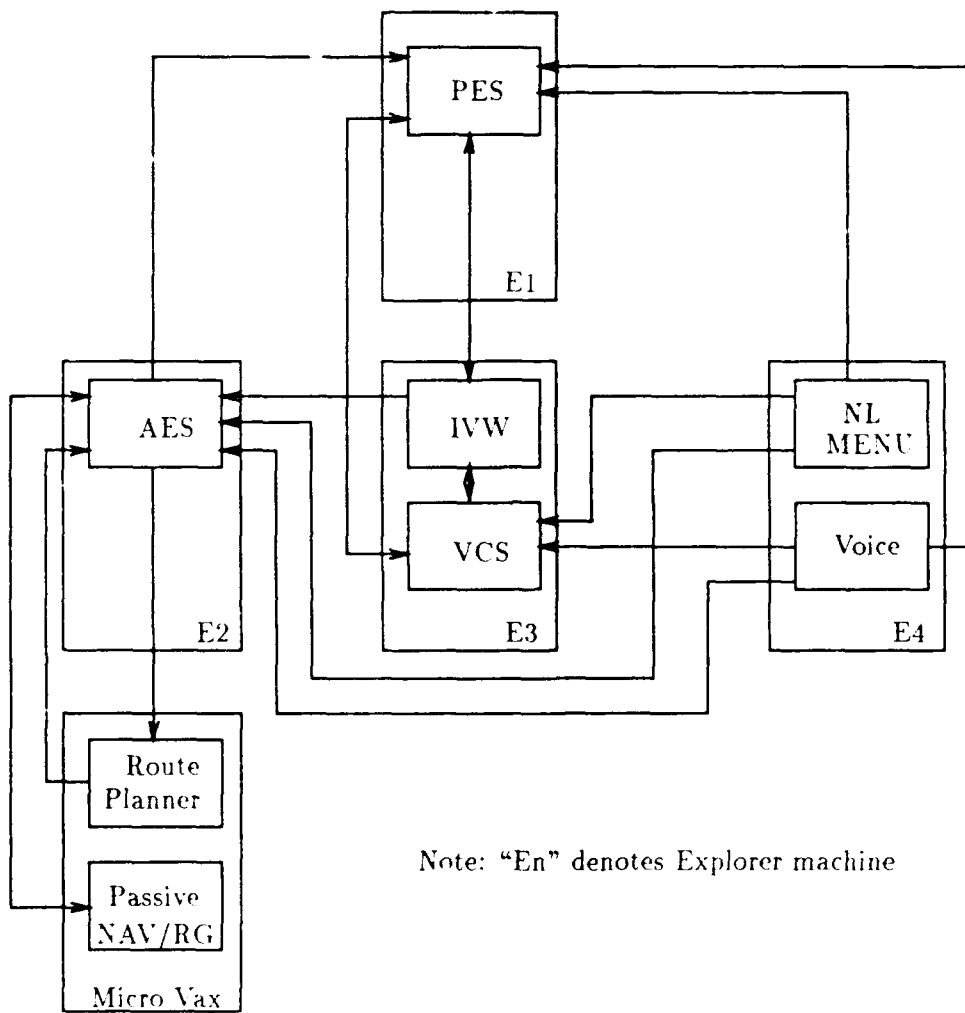 PES
E1
AES
E2
IVW
VCS
E3
NL
MENU
Voice
E4
Route
Planner
Passive
NAV/RG
Micro Vax
Note: “En” denotes Explorer machine